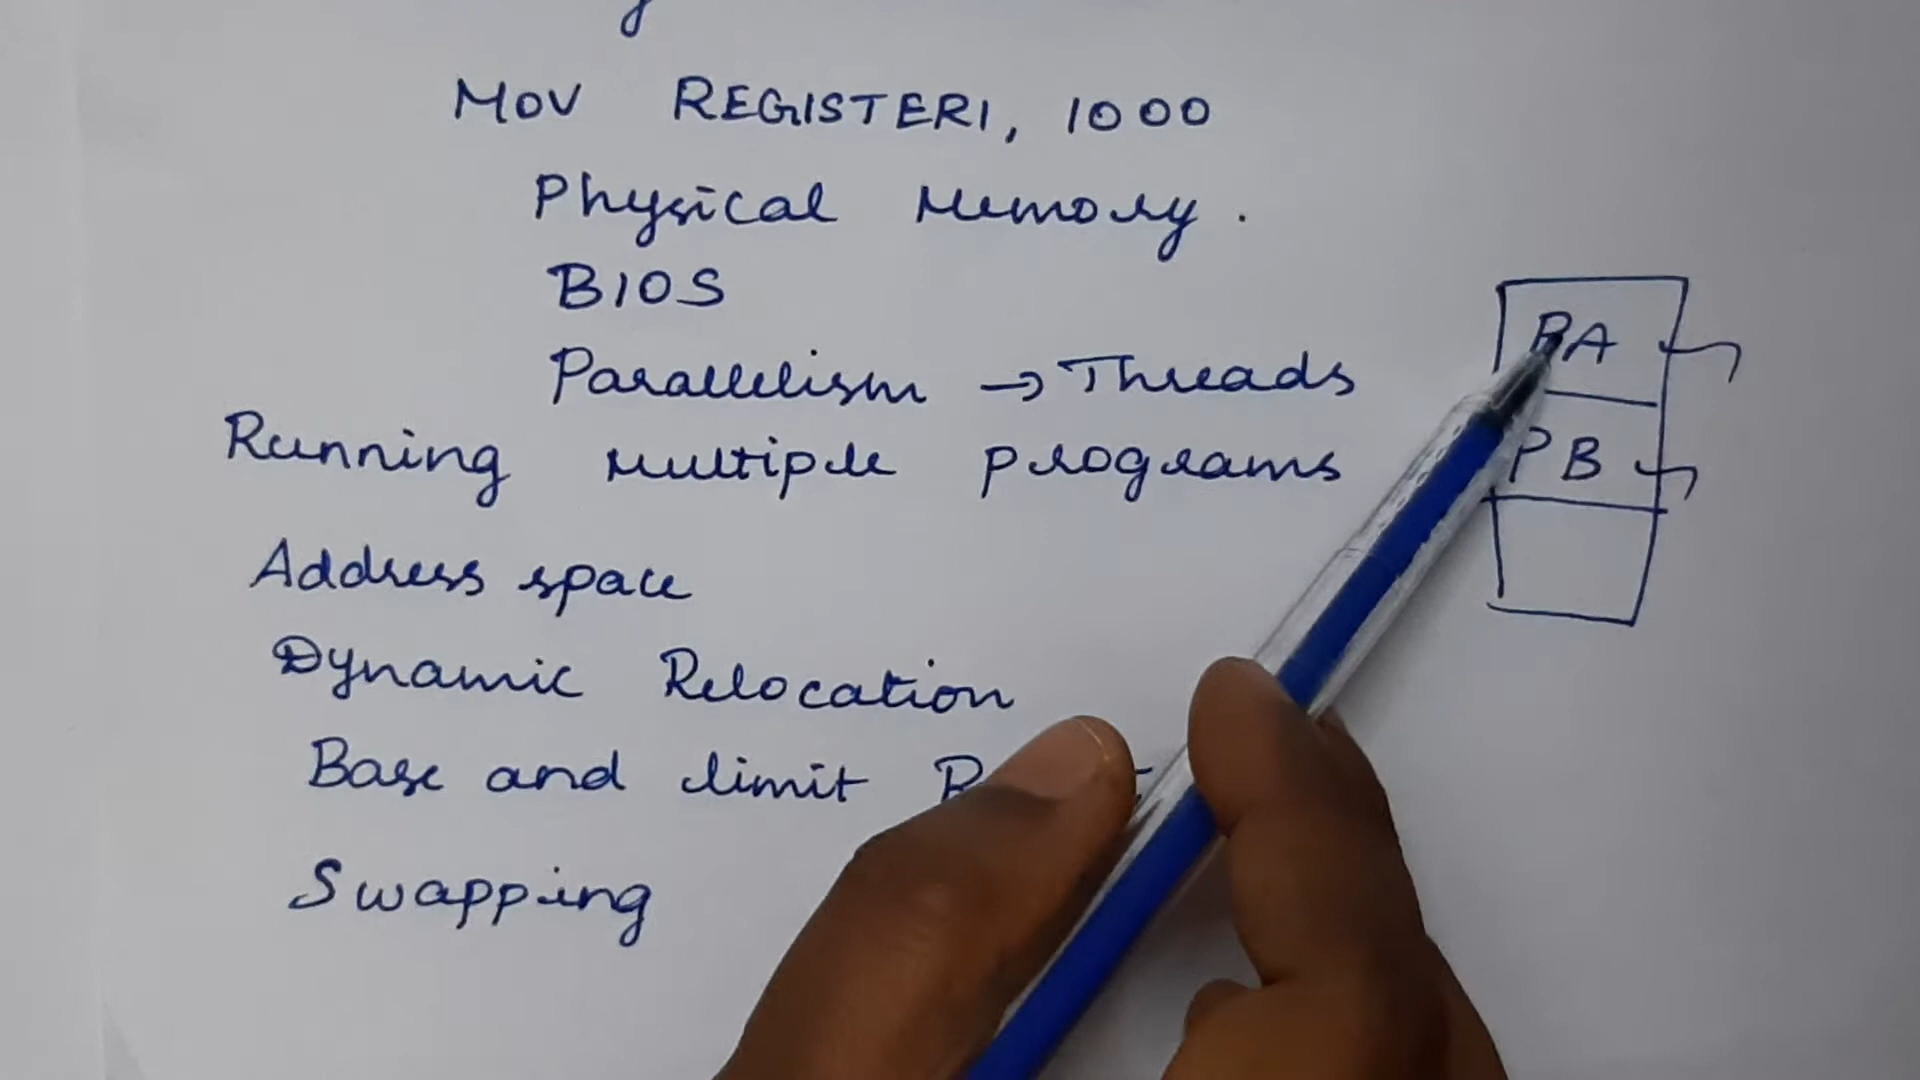 MOV REGISTER1, 1000
Physical Memory.
BIOS
Parallelism → Threads
Running multiple programs
Address space
Dynamic Relocation
Base and limit
Swapping
PA
PB